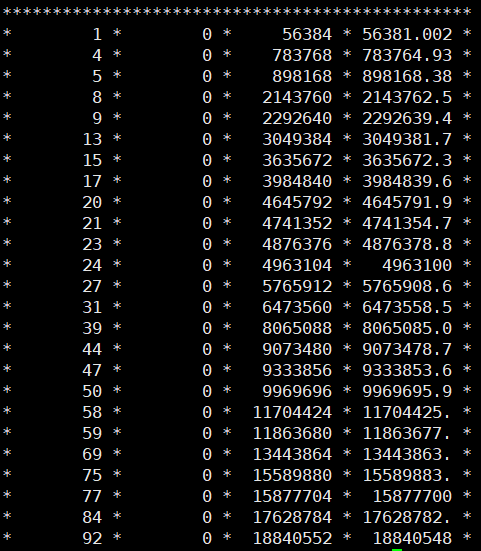 ***********************************************
* 1 * 0 * 56384 * 56381.002 *
* 4 * 0 * 783768 * 783764.93 *
* 5 * 0 * 898168 * 898168.38 *
* 8 * 0 * 2143760 * 2143762.5 *
* 9 * 0 * 2292640 * 2292639.4 *
* 13 * 0 * 3049384 * 3049381.7 *
* 15 * 0 * 3635672 * 3635672.3 *
* 17 * 0 * 3984840 * 3984839.6 *
* 20 * 0 * 4645792 * 4645791.9 *
* 21 * 0 * 4741352 * 4741354.7 *
* 23 * 0 * 4876376 * 4876378.8 *
* 24 * 0 * 4963104 * 4963100 *
* 27 * 0 * 5765912 * 5765908.6 *
* 31 * 0 * 6473560 * 6473558.5 *
* 39 * 0 * 8065088 * 8065085.0 *
* 44 * 0 * 9073480 * 9073478.7 *
* 47 * 0 * 9333856 * 9333853.6 *
* 50 * 0 * 9969696 * 9969695.9 *
* 58 * 0 * 11704424 * 11704425. *
* 59 * 0 * 11863680 * 11863677. *
* 69 * 0 * 13443864 * 13443863. *
* 75 * 0 * 15589880 * 15589883. *
* 77 * 0 * 15877704 * 15877700 *
* 84 * 0 * 17628784 * 17628782. *
* 92 * 0 * 18840552 * 18840548 *